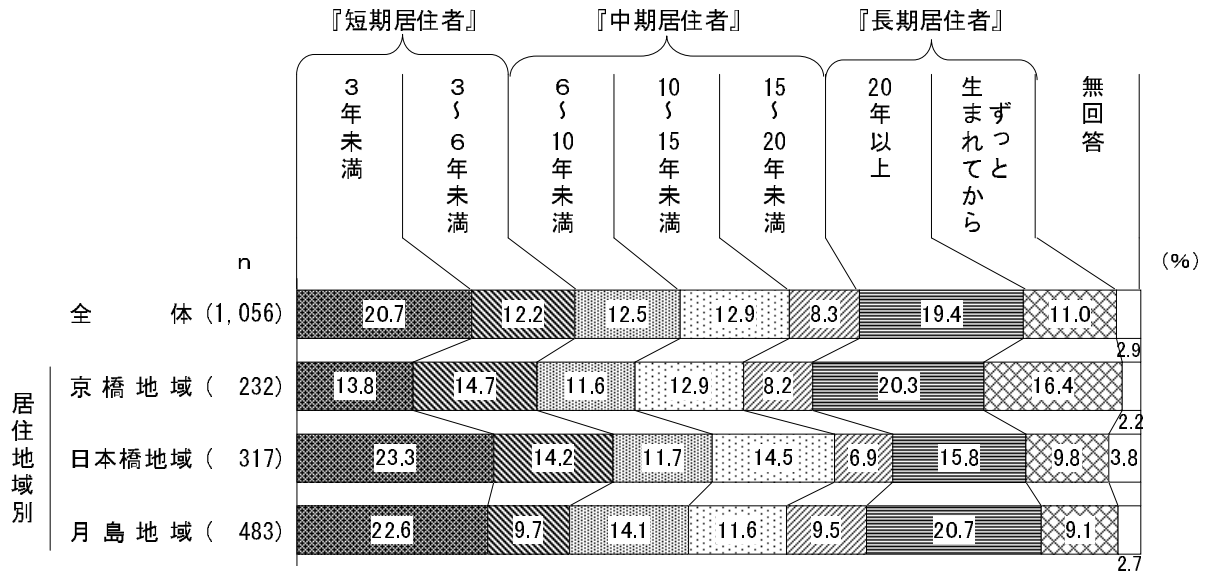 『短期居住者』 『中期居住者』 『長期居住者』
3年未満
3～6年未満
6～10年未満
10～15年未満
15～20年未満
20年以上
生まれてから
ずっと
無回答
n
(%)
全体 (1,056) 20.7 12.2 12.5 12.9 8.3 19.4 11.0 2.9
居住地域別
京橋地域 ( 232) 13.8 14.7 11.6 12.9 8.2 20.3 16.4 2.2
日本橋地域 ( 317) 23.3 14.2 11.7 14.5 6.9 15.8 9.8 3.8
月島地域 ( 483) 22.6 9.7 14.1 11.6 9.5 20.7 9.1 2.7